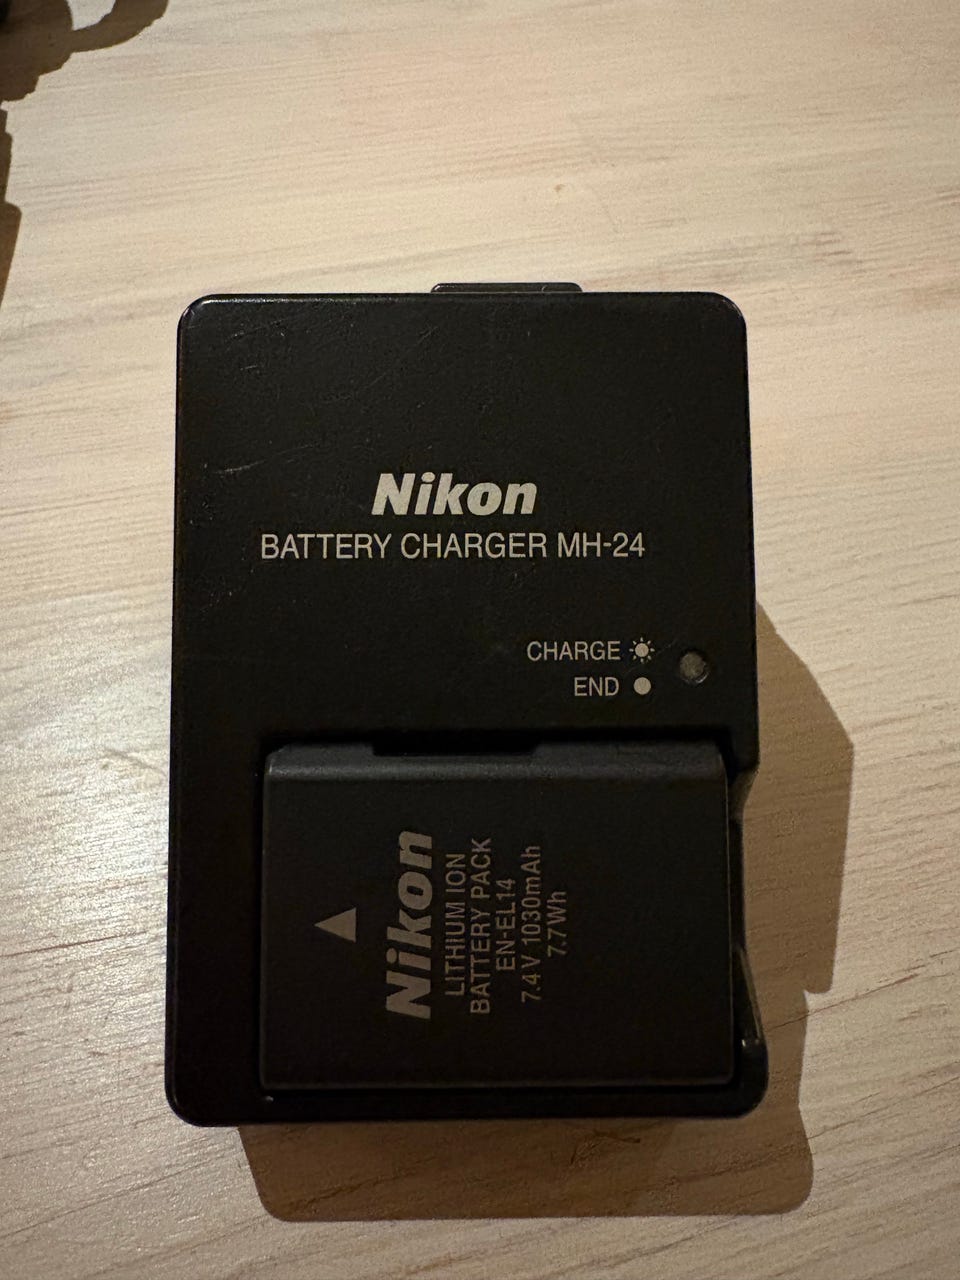 Nikon
BATTERY CHARGER MH-24
CHARGE
END
Nikon
LITHIUM ION
BATTERY PACK
EN-EL14
7.4V 1030mAh
7.7Wh